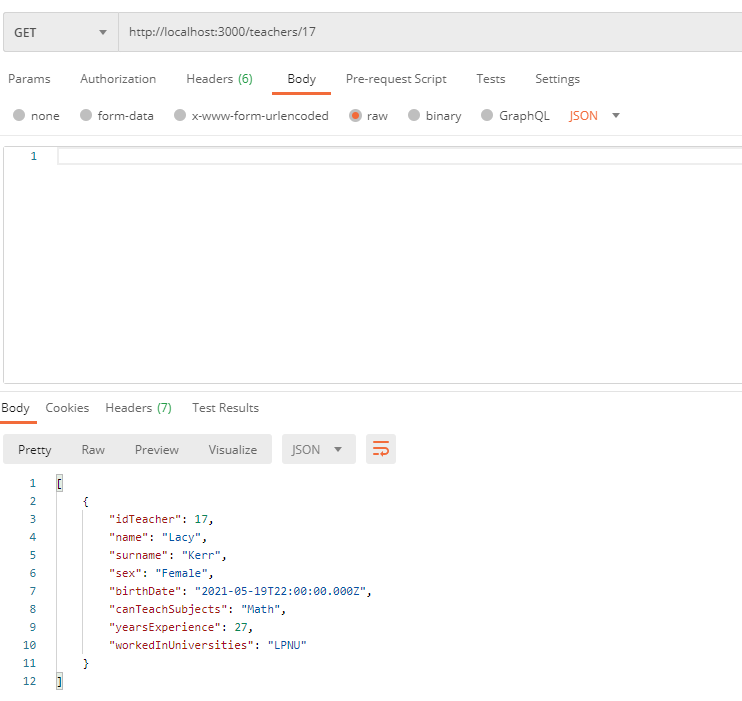 GET http://localhost:3000/teachers/17
Params Authorization Headers (6) Body Pre-request Script Tests Settings
none form-data x-www-form-urlencoded raw binary GraphQL JSON
1
Body Cookies Headers (7) Test Results
Pretty Raw Preview Visualize JSON
1 [
2 {
3 "idTeacher": 17,
4 "name": "Lacy",
5 "surname": "Kerr",
6 "sex": "Female",
7 "birthDate": "2021-05-19T22:00:00.000Z",
8 "canTeachSubjects": "Math",
9 "yearsExperience": 27,
10 "workedInUniversities": "LPNU"
11 }
12 ]